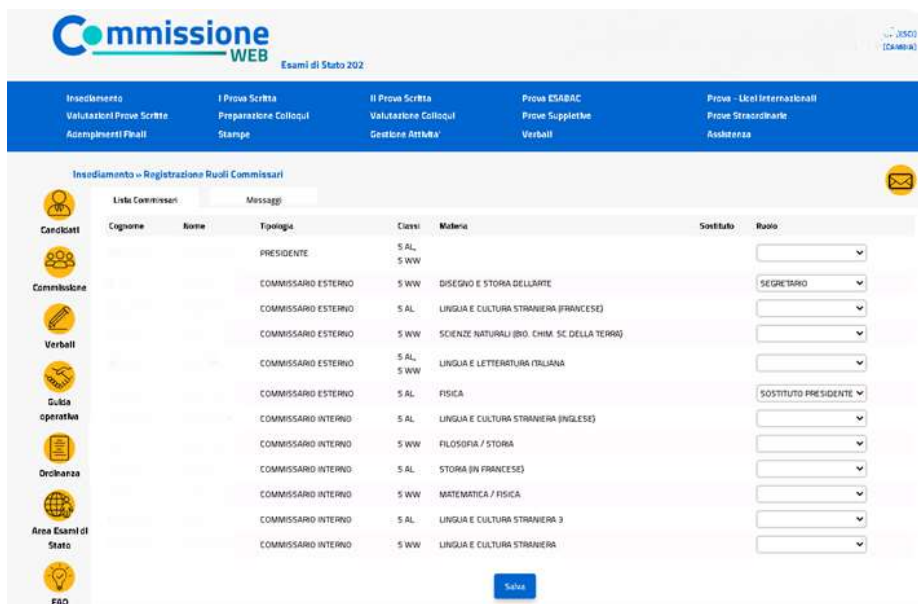 Commissione
WEB
Esami di Stato 202
Insediamento I Prova Scritta II Prova Scritta Prova ESABAC Prova - Licei Internazionali
Valutazioni Prove Scritte Preparazione Colloqui Valutazione Colloqui Prove Suppletive Prove Straordinarie
Adempimenti Finali Stampe Gestione Attivita' Verbali Assistenza
Insediamento » Registrazione Ruoli Commissari
Lista Commissari Messaggi
Cognome Nome Tipologia Classi Materia Sostituto Ruolo
PRESIDENTE 5 AL,
5 WW
COMMISSARIO ESTERNO 5 WW DISEGNO E STORIA DELL'ARTE SEGRETARIO
COMMISSARIO ESTERNO 5 AL LINGUA E CULTURA STRANIERA (FRANCESE)
COMMISSARIO ESTERNO 5 WW SCIENZE NATURALI (BIO. CHIM. SC DELLA TERRA)
COMMISSARIO ESTERNO 5 AL,
5 WW LINGUA E LETTERATURA ITALIANA
COMMISSARIO ESTERNO 5 AL FISICA SOSTITUTO PRESIDENTE
COMMISSARIO INTERNO 5 AL LINGUA E CULTURA STRANIERA (INGLESE)
COMMISSARIO INTERNO 5 WW FILOSOFIA / STORIA
COMMISSARIO INTERNO 5 AL STORIA (IN FRANCESE)
COMMISSARIO INTERNO 5 WW MATEMATICA / FISICA
COMMISSARIO INTERNO 5 AL LINGUA E CULTURA STRANIERA 3
COMMISSARIO INTERNO 5 WW LINGUA E CULTURA STRANIERA
Salva
Candidati
Commissione
Verbali
Guida
operativa
Ordinanza
Area Esami di
Stato
FAQ